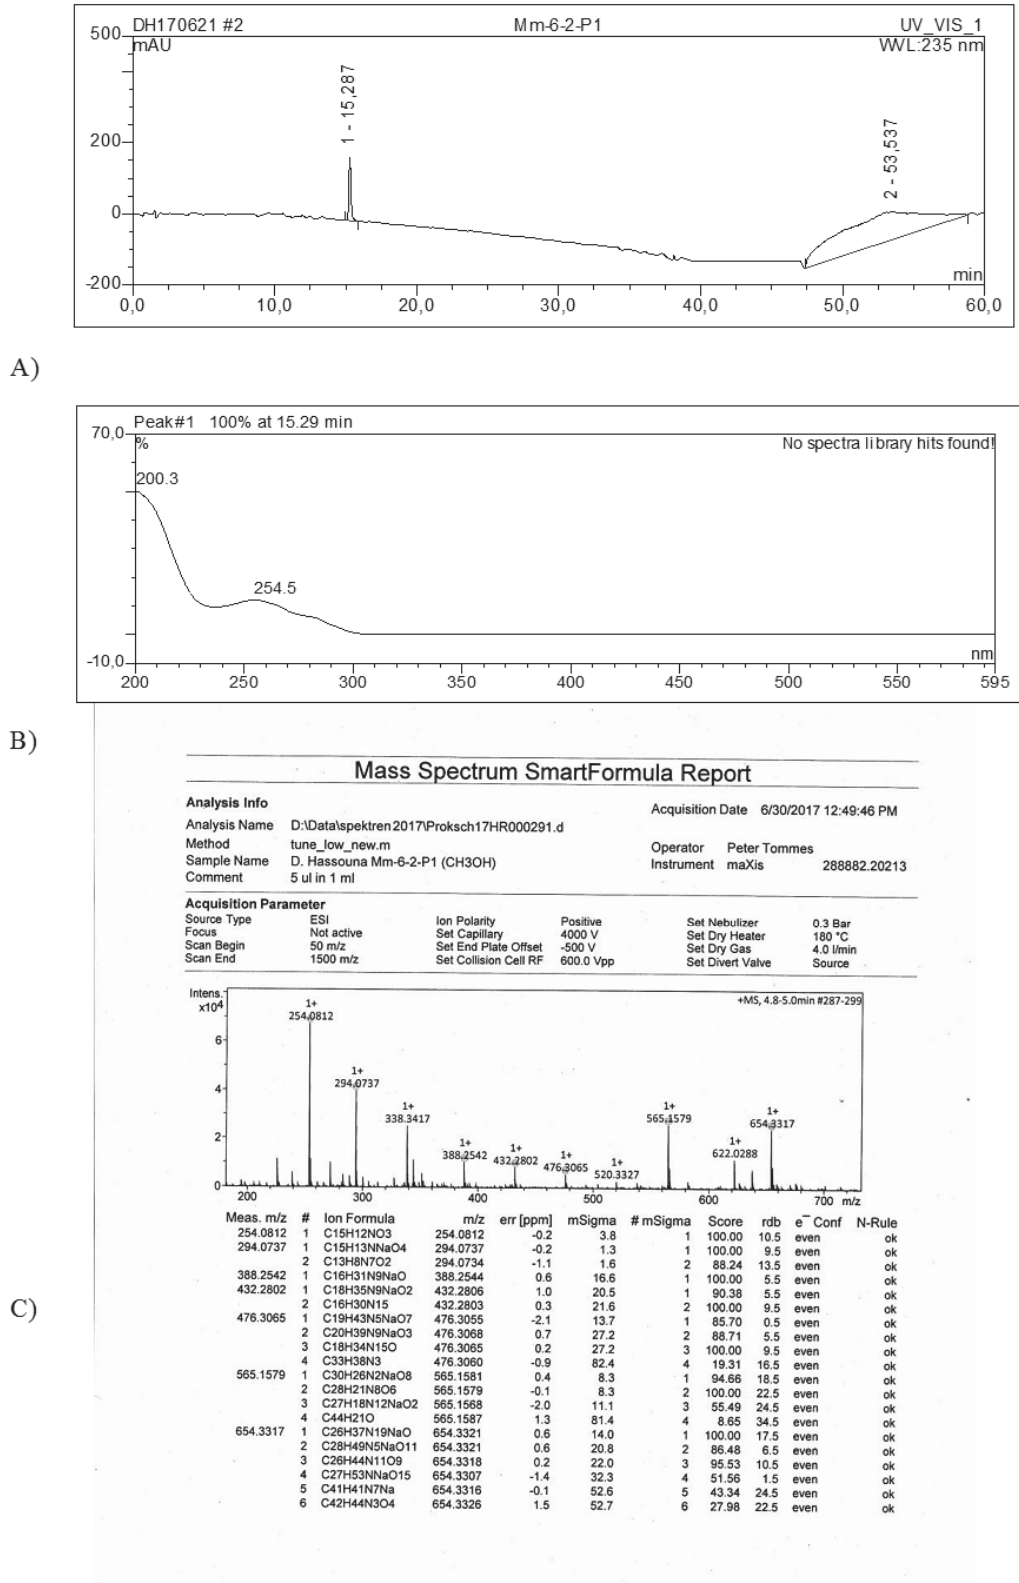 DH170621 #2 Mm-6-2-P1 UV_VIS_1
mAU WVL:235 nm
500
200
0
-200
1 - 15,287
2 - 53,537
min
0,0 10,0 20,0 30,0 40,0 50,0 60,0
A)
Peak#1 100% at 15.29 min
No spectra library hits found!
70,0
%
200.3
254.5
-10,0
nm
200 250 300 350 400 450 500 550 595
B)
Mass Spectrum SmartFormula Report
Analysis Info Acquisition Date 6/30/2017 12:49:46 PM
Analysis Name D:\Data\spektren2017\Proksch17HR000291.d
Method tune_low_new.m Operator Peter Tommes
Sample Name D. Hassouna Mm-6-2-P1 (CH3OH) Instrument maXis 288882.20213
Comment 5 ul in 1 ml
Acquisition Parameter
Source Type ESI Ion Polarity Positive Set Nebulizer 0.3 Bar
Focus Not active Set Capillary 4000 V Set Dry Heater 180 °C
Scan Begin 50 m/z Set End Plate Offset -500 V Set Dry Gas 4.0 l/min
Scan End 1500 m/z Set Collision Cell RF 600.0 Vpp Set Divert Valve Source
Intens.
x10⁴
+MS, 4.8-5.0min #287-299
6
4
2
0
1+
254.0812
1+
294.0737
1+
338.3417
1+
388.2542
1+
432.2802
1+
476.3065
1+
520.3327
1+
565.1579
1+
622.0288
1+
654.3317
200 300 400 500 600 700 m/z
Meas. m/z # Ion Formula m/z err [ppm] mSigma # mSigma Score rdb e⁻ Conf N-Rule
254.0812 1 C15H12NO3 254.0812 -0.2 3.8 1 100.00 10.5 even ok
294.0737 1 C15H13NNaO4 294.0737 -0.2 1.3 1 100.00 9.5 even ok
2 C13H8N7O2 294.0734 -1.1 1.6 2 88.24 13.5 even ok
388.2542 1 C16H31N9NaO 388.2544 0.6 16.6 1 100.00 5.5 even ok
432.2802 1 C18H35N9NaO2 432.2806 1.0 20.5 1 90.38 5.5 even ok
2 C16H30N15 432.2803 0.3 21.6 2 100.00 9.5 even ok
476.3065 1 C19H43N5NaO7 476.3055 -2.1 13.7 1 85.70 0.5 even ok
2 C20H39N9NaO3 476.3068 0.7 27.2 2 88.71 5.5 even ok
3 C18H34N15O 476.3065 0.2 27.2 3 100.00 9.5 even ok
4 C33H38N3 476.3060 -0.9 82.4 4 19.31 16.5 even ok
565.1579 1 C30H26N2NaO8 565.1581 0.4 8.3 1 94.66 18.5 even ok
2 C28H21N8O6 565.1579 -0.1 8.3 2 100.00 22.5 even ok
3 C27H18N12NaO2 565.1568 -2.0 11.1 3 55.49 24.5 even ok
4 C44H21O 565.1587 1.3 81.4 4 8.65 34.5 even ok
654.3317 1 C26H37N19NaO 654.3321 0.6 14.0 1 100.00 17.5 even ok
2 C28H49N5NaO11 654.3321 0.6 20.8 2 86.48 6.5 even ok
3 C26H44N11O9 654.3318 0.2 22.0 3 95.53 10.5 even ok
4 C27H53NNaO15 654.3307 -1.4 32.3 4 51.56 1.5 even ok
5 C41H41N7Na 654.3316 -0.1 52.6 5 43.34 24.5 even ok
6 C42H44N3O4 654.3326 1.5 52.7 6 27.98 22.5 even ok
C)